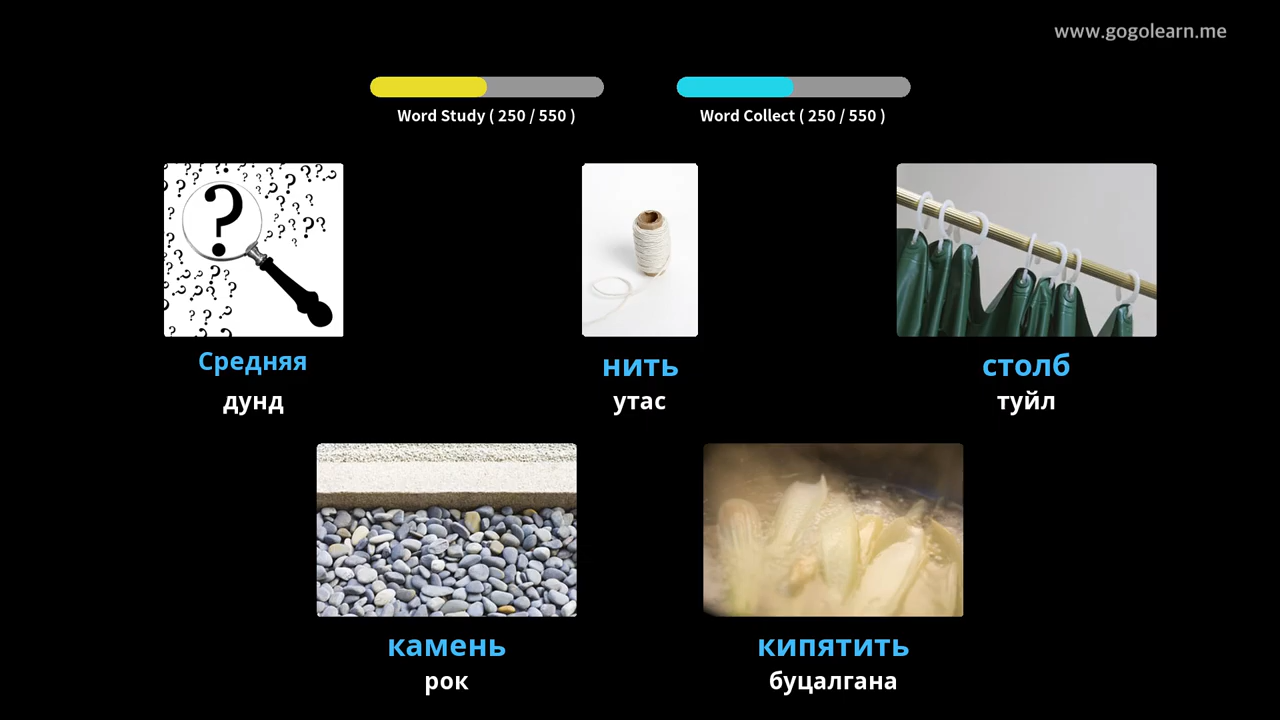 www.gogolearn.me
Word Study ( 250 / 550 )
Word Collect ( 250 / 550 )
Средняя
дунд
нить
утас
столб
туйл
камень
рок
кипятить
буцалгана